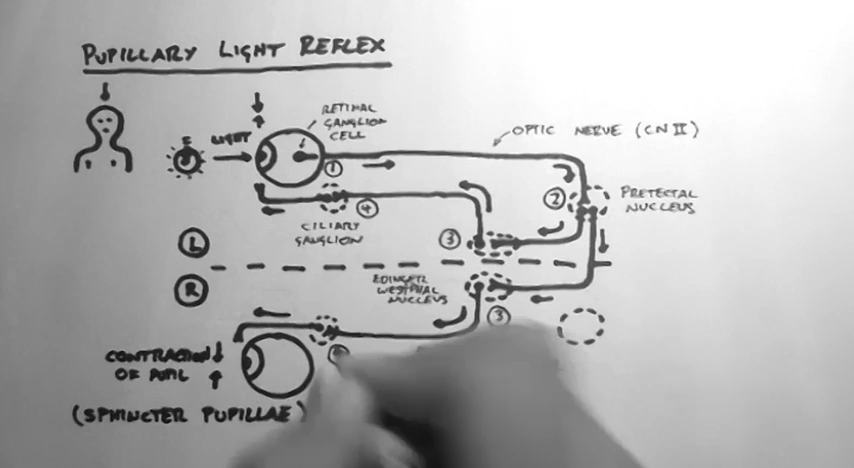 PUPILLARY LIGHT REFLEX
RETINAL
GANGLION
CELL
LIGHT
OPTIC NERVE (CN II)
①
②
PRETECTAL
NUCLEUS
④
CILIARY
GANGLION
③
L
R
EDINGER
WESTPHAL
NUCLEUS
③
CONTRACTION
OF PUPIL
(SPHINCTER PUPILLAE)